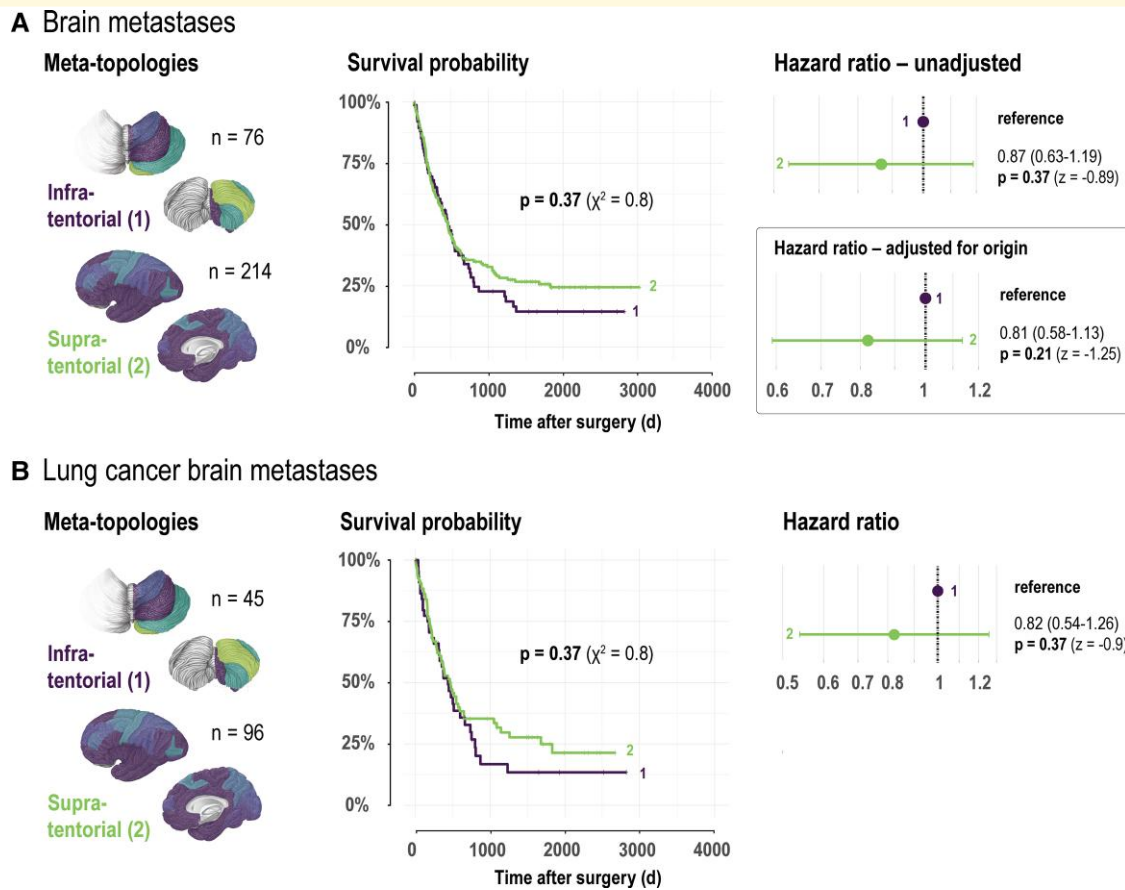 A Brain metastases
Meta-topologies
n = 76
Infra-
tentorial (1)
n = 214
Supra-
tentorial (2)
Survival probability
100%
75%
50%
25%
0%
p = 0.37 (χ² = 0.8)
2
1
0 1000 2000 3000 4000
Time after surgery (d)
Hazard ratio – unadjusted
1
reference
2
0.87 (0.63-1.19)
p = 0.37 (z = -0.89)
Hazard ratio – adjusted for origin
1
reference
2
0.81 (0.58-1.13)
p = 0.21 (z = -1.25)
0.6 0.7 0.8 1 1.2
B Lung cancer brain metastases
Meta-topologies
n = 45
Infra-
tentorial (1)
n = 96
Supra-
tentorial (2)
Survival probability
100%
75%
50%
25%
0%
p = 0.37 (χ² = 0.8)
2
1
0 1000 2000 3000 4000
Time after surgery (d)
Hazard ratio
1
reference
2
0.82 (0.54-1.26)
p = 0.37 (z = -0.9)
0.5 0.6 0.7 0.8 1 1.2